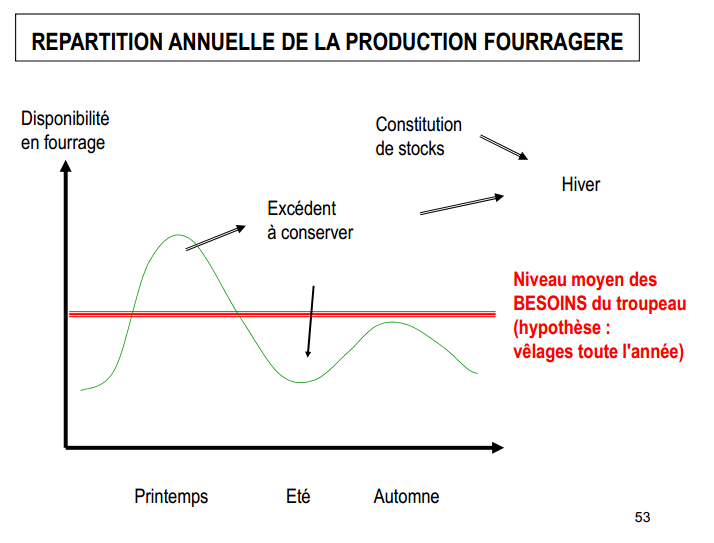 REPARTITION ANNUELLE DE LA PRODUCTION FOURRAGERE
Disponibilité
en fourrage
Constitution
de stocks
Hiver
Excédent
à conserver
Niveau moyen des
BESOINS du troupeau
(hypothèse :
vêlages toute l'année)
Printemps
Eté
Automne
53